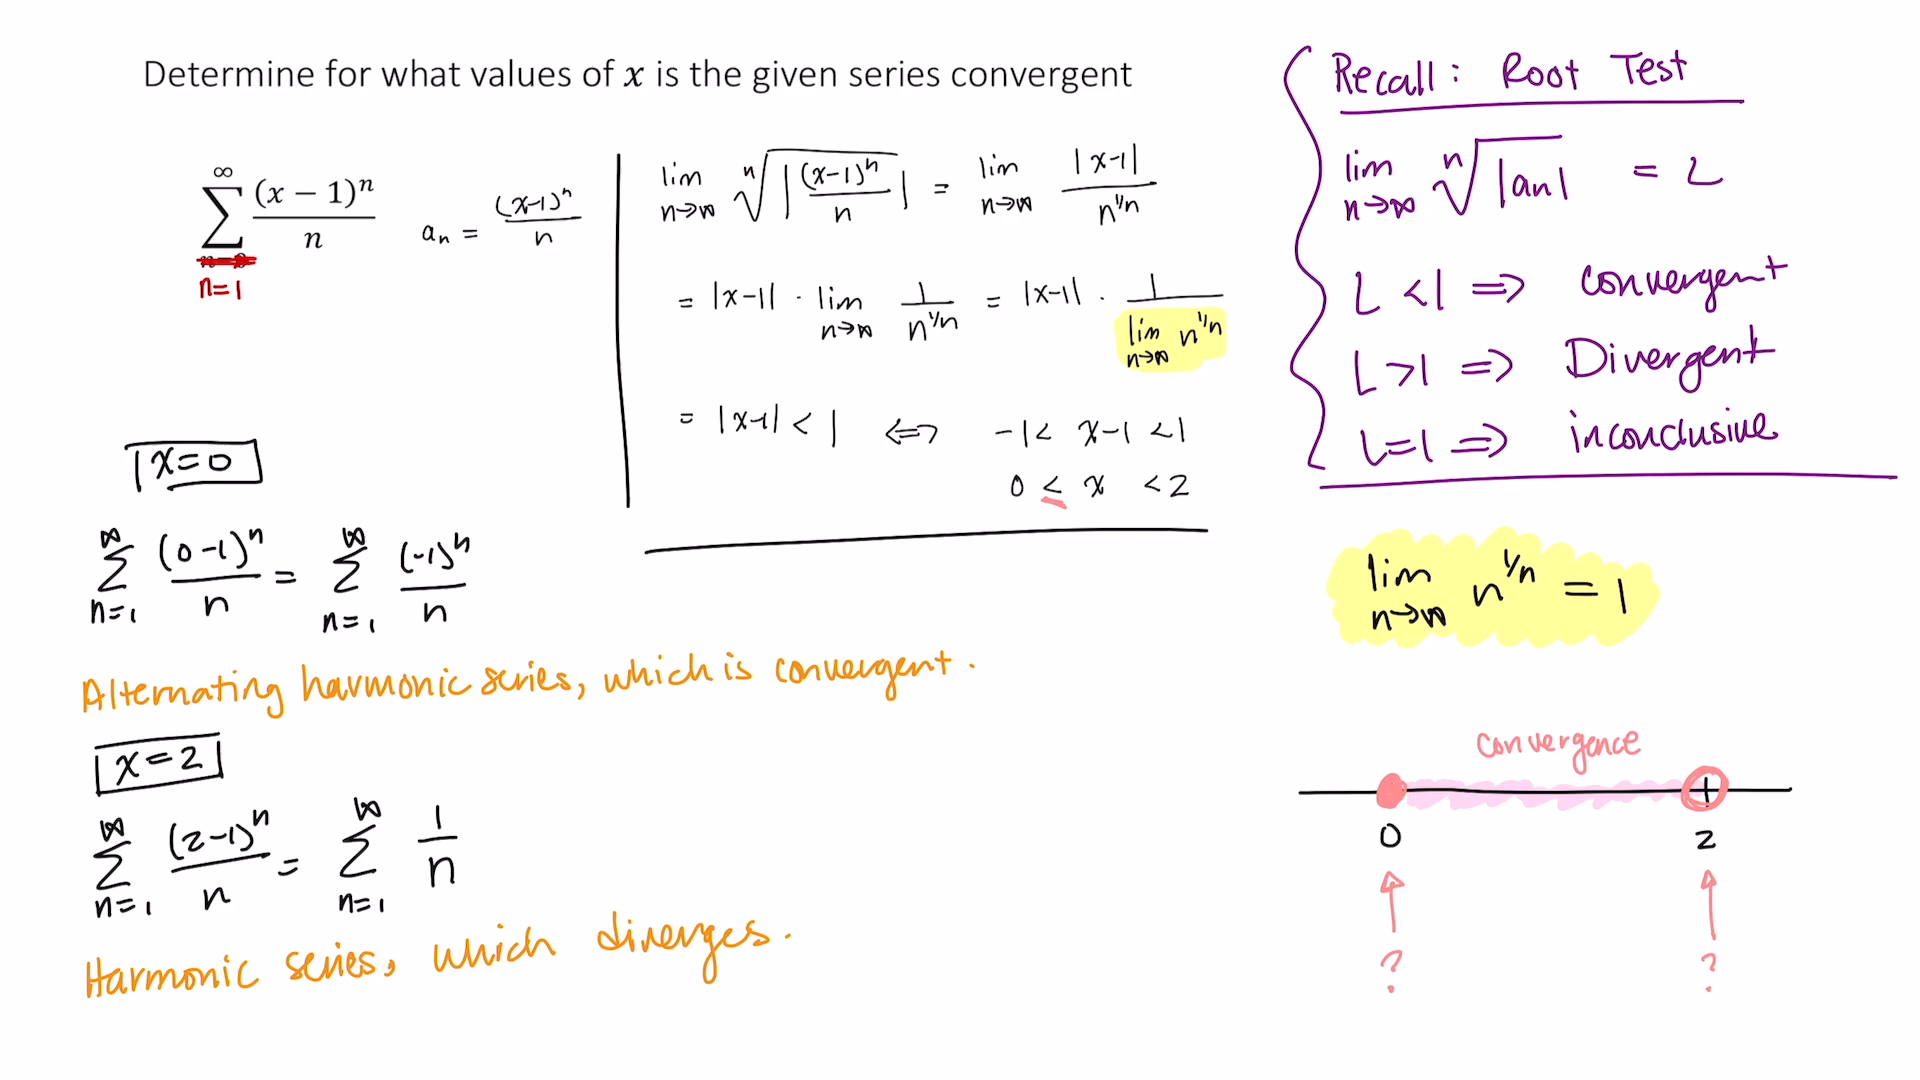 Determine for what values of x is the given series convergent
∞
∑ (x − 1)ⁿ / n
n=1
aₙ = (x-1)ⁿ / n
lim n→∞ ⁿ√|(x-1)ⁿ / n| = lim n→∞ |x-1| / n^(1/n)
= |x-1| · lim n→∞ 1 / n^(1/n) = |x-1| · 1 / lim n→∞ n^(1/n)
= |x-1| < 1 ⇔ -1 < x-1 < 1
0 < x < 2
Recall: Root Test
lim n→∞ ⁿ√|an| = L
L < 1 ⇒ convergent
L > 1 ⇒ Divergent
L = 1 ⇒ inconclusive
lim n→∞ n^(1/n) = 1
x=0
∞ ∑ n=1 (0-1)ⁿ / n = ∞ ∑ n=1 (-1)ⁿ / n
Alternating harmonic series, which is convergent.
x=2
∞ ∑ n=1 (2-1)ⁿ / n = ∞ ∑ n=1 1 / n
Harmonic series, which diverges.
convergence
0 2
? ?